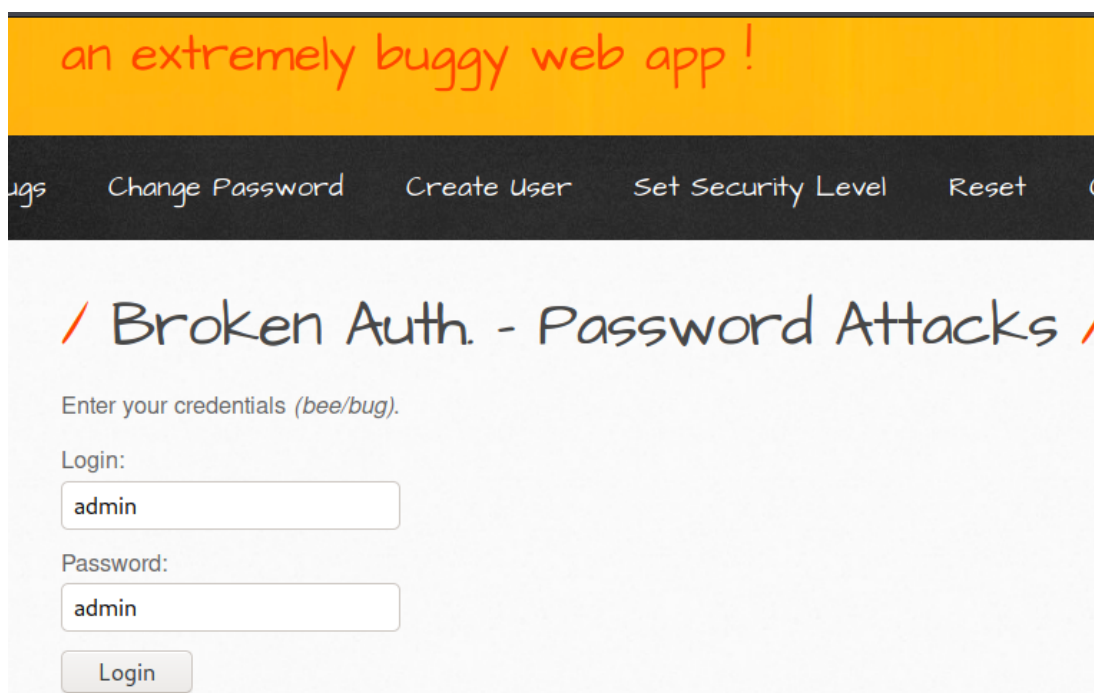 an extremely buggy web app !
ugs Change Password Create User Set Security Level Reset
/ Broken Auth. - Password Attacks /
Enter your credentials (bee/bug).
Login:
admin
Password:
admin
Login